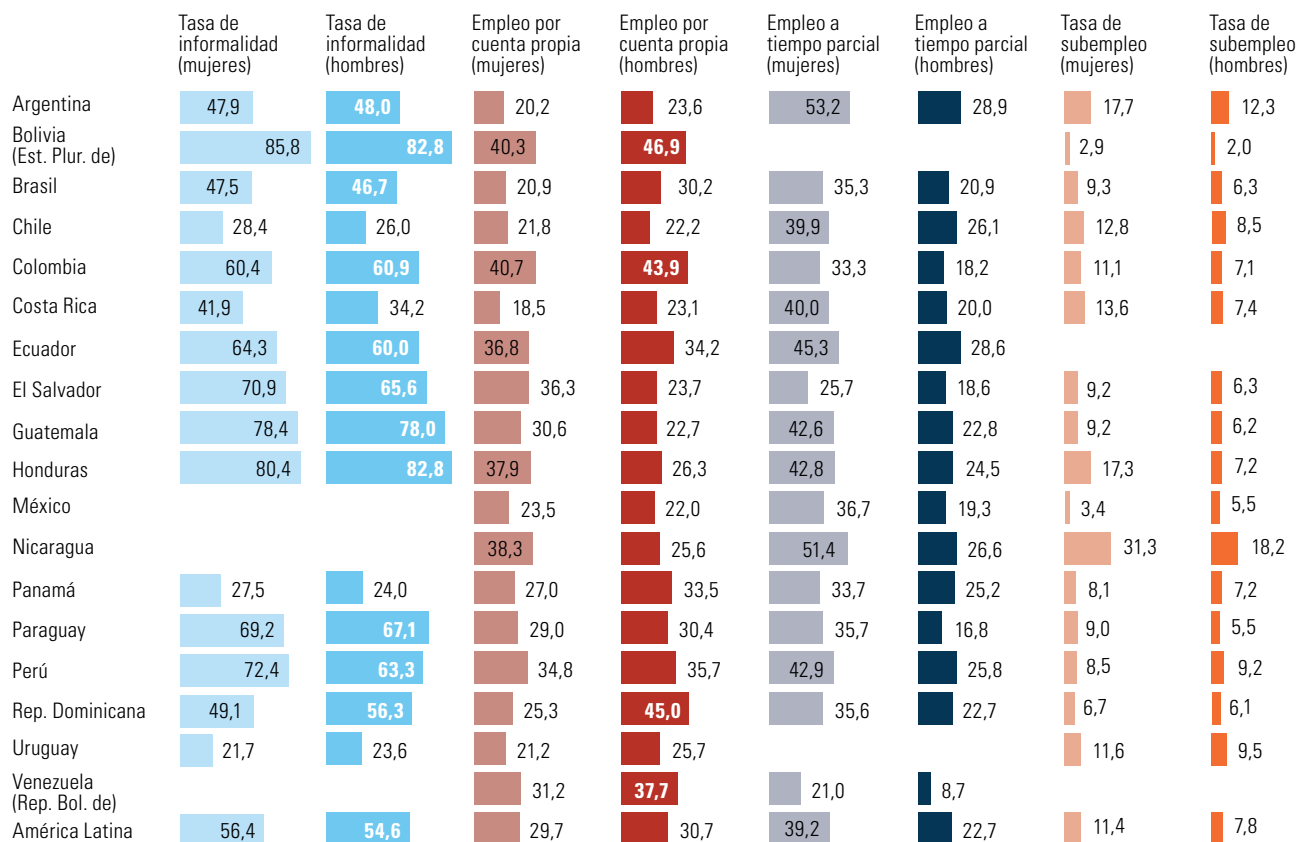 Tasa de informalidad (mujeres) Tasa de informalidad (hombres) Empleo por cuenta propia (mujeres) Empleo por cuenta propia (hombres) Empleo a tiempo parcial (mujeres) Empleo a tiempo parcial (hombres) Tasa de subempleo (mujeres) Tasa de subempleo (hombres)
Argentina 47,9 48,0 20,2 23,6 53,2 28,9 17,7 12,3
Bolivia
(Est. Plur. de) 85,8 82,8 40,3 46,9 2,9 2,0
Brasil 47,5 46,7 20,9 30,2 35,3 20,9 9,3 6,3
Chile 28,4 26,0 21,8 22,2 39,9 26,1 12,8 8,5
Colombia 60,4 60,9 40,7 43,9 33,3 18,2 11,1 7,1
Costa Rica 41,9 34,2 18,5 23,1 40,0 20,0 13,6 7,4
Ecuador 64,3 60,0 36,8 34,2 45,3 28,6
El Salvador 70,9 65,6 36,3 23,7 25,7 18,6 9,2 6,3
Guatemala 78,4 78,0 30,6 22,7 42,6 22,8 9,2 6,2
Honduras 80,4 82,8 37,9 26,3 42,8 24,5 17,3 7,2
México 23,5 22,0 36,7 19,3 3,4 5,5
Nicaragua 38,3 25,6 51,4 26,6 31,3 18,2
Panamá 27,5 24,0 27,0 33,5 33,7 25,2 8,1 7,2
Paraguay 69,2 67,1 29,0 30,4 35,7 16,8 9,0 5,5
Perú 72,4 63,3 34,8 35,7 42,9 25,8 8,5 9,2
Rep. Dominicana 49,1 56,3 25,3 45,0 35,6 22,7 6,7 6,1
Uruguay 21,7 23,6 21,2 25,7 11,6 9,5
Venezuela
(Rep. Bol. de) 31,2 37,7 21,0 8,7
América Latina 56,4 54,6 29,7 30,7 39,2 22,7 11,4 7,8